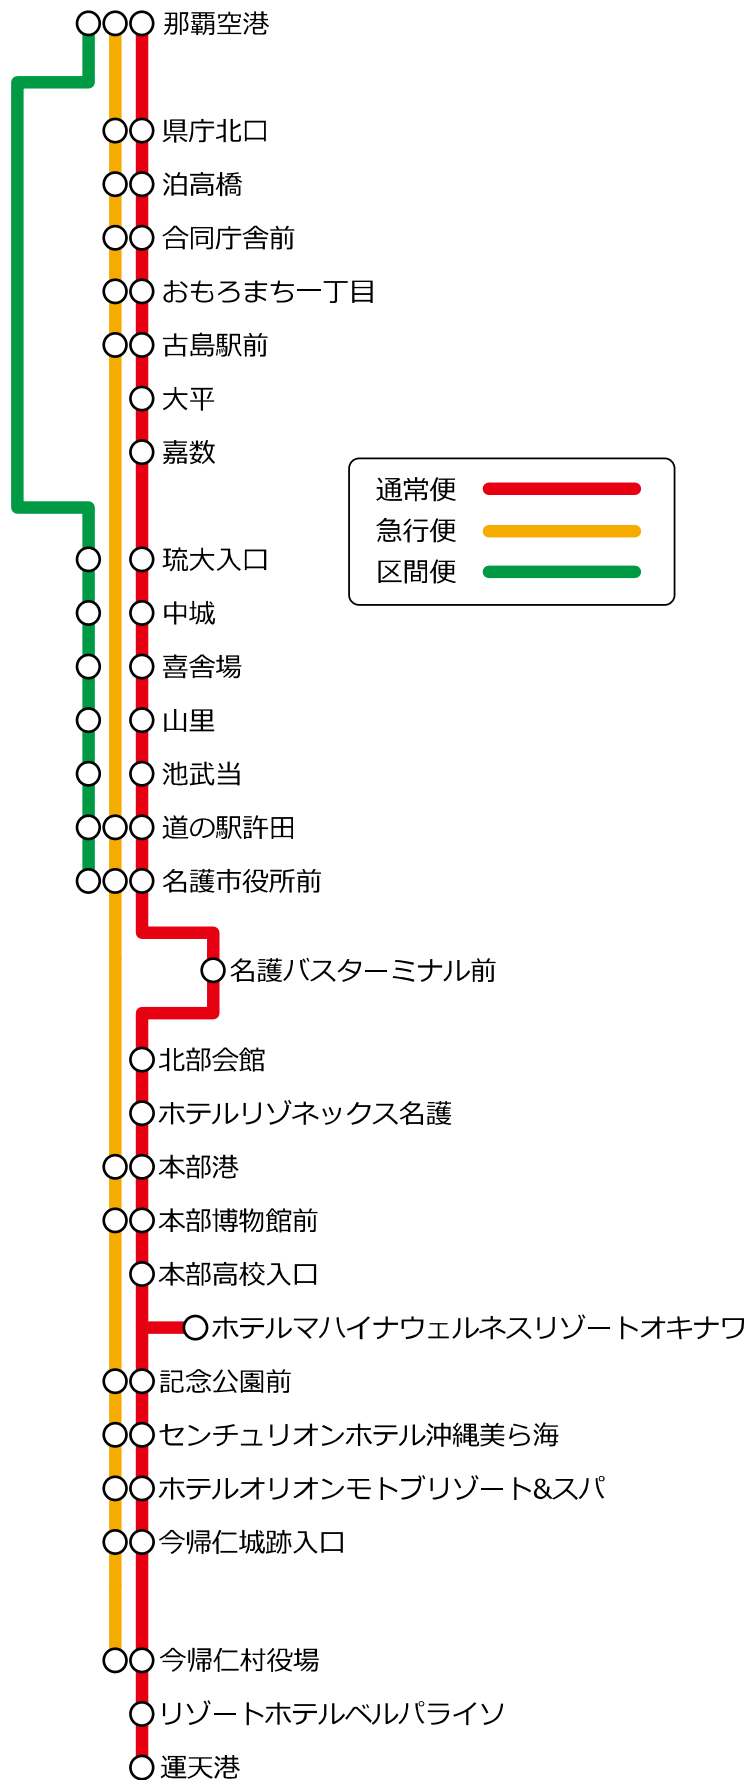 那覇空港
県庁北口
泊高橋
合同庁舎前
おもろまち一丁目
古島駅前
大平
嘉数
通常便
急行便
区間便
琉大入口
中城
喜舎場
山里
池武当
道の駅許田
名護市役所前
名護バスターミナル前
北部会館
ホテルリゾネックス名護
本部港
本部博物館前
本部高校入口
ホテルマハイナウェルネスリゾートオキナワ
記念公園前
センチュリオンホテル沖縄美ら海
ホテルオリオンモトブリゾート&スパ
今帰仁城跡入口
今帰仁村役場
リゾートホテルベルパライソ
運天港